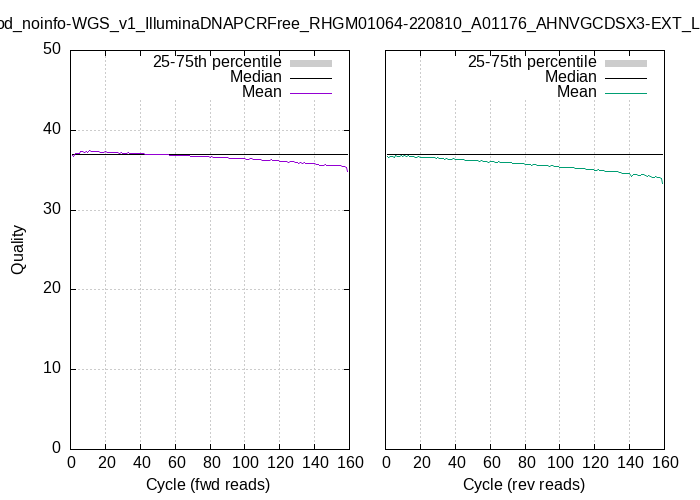 od_noinfo-WGS_v1_IlluminaDNAPCRFree_RHGM01064-220810_A01176_AHNVGCDSX3-EXT_L
50
40
30
20
10
0
Quality
25-75th percentile
Median
Mean
0 20 40 60 80 100 120 140 160
Cycle (fwd reads)
25-75th percentile
Median
Mean
0 20 40 60 80 100 120 140 160
Cycle (rev reads)